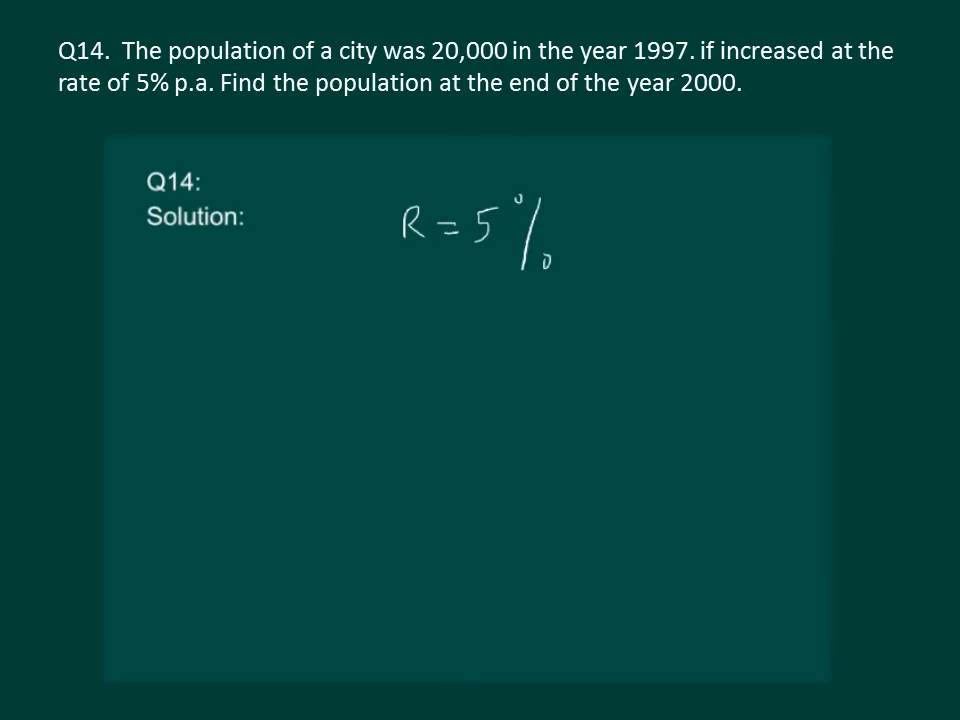 Q14. The population of a city was 20,000 in the year 1997. if increased at the
rate of 5% p.a. Find the population at the end of the year 2000.
Q14:
Solution:
R = 5 %